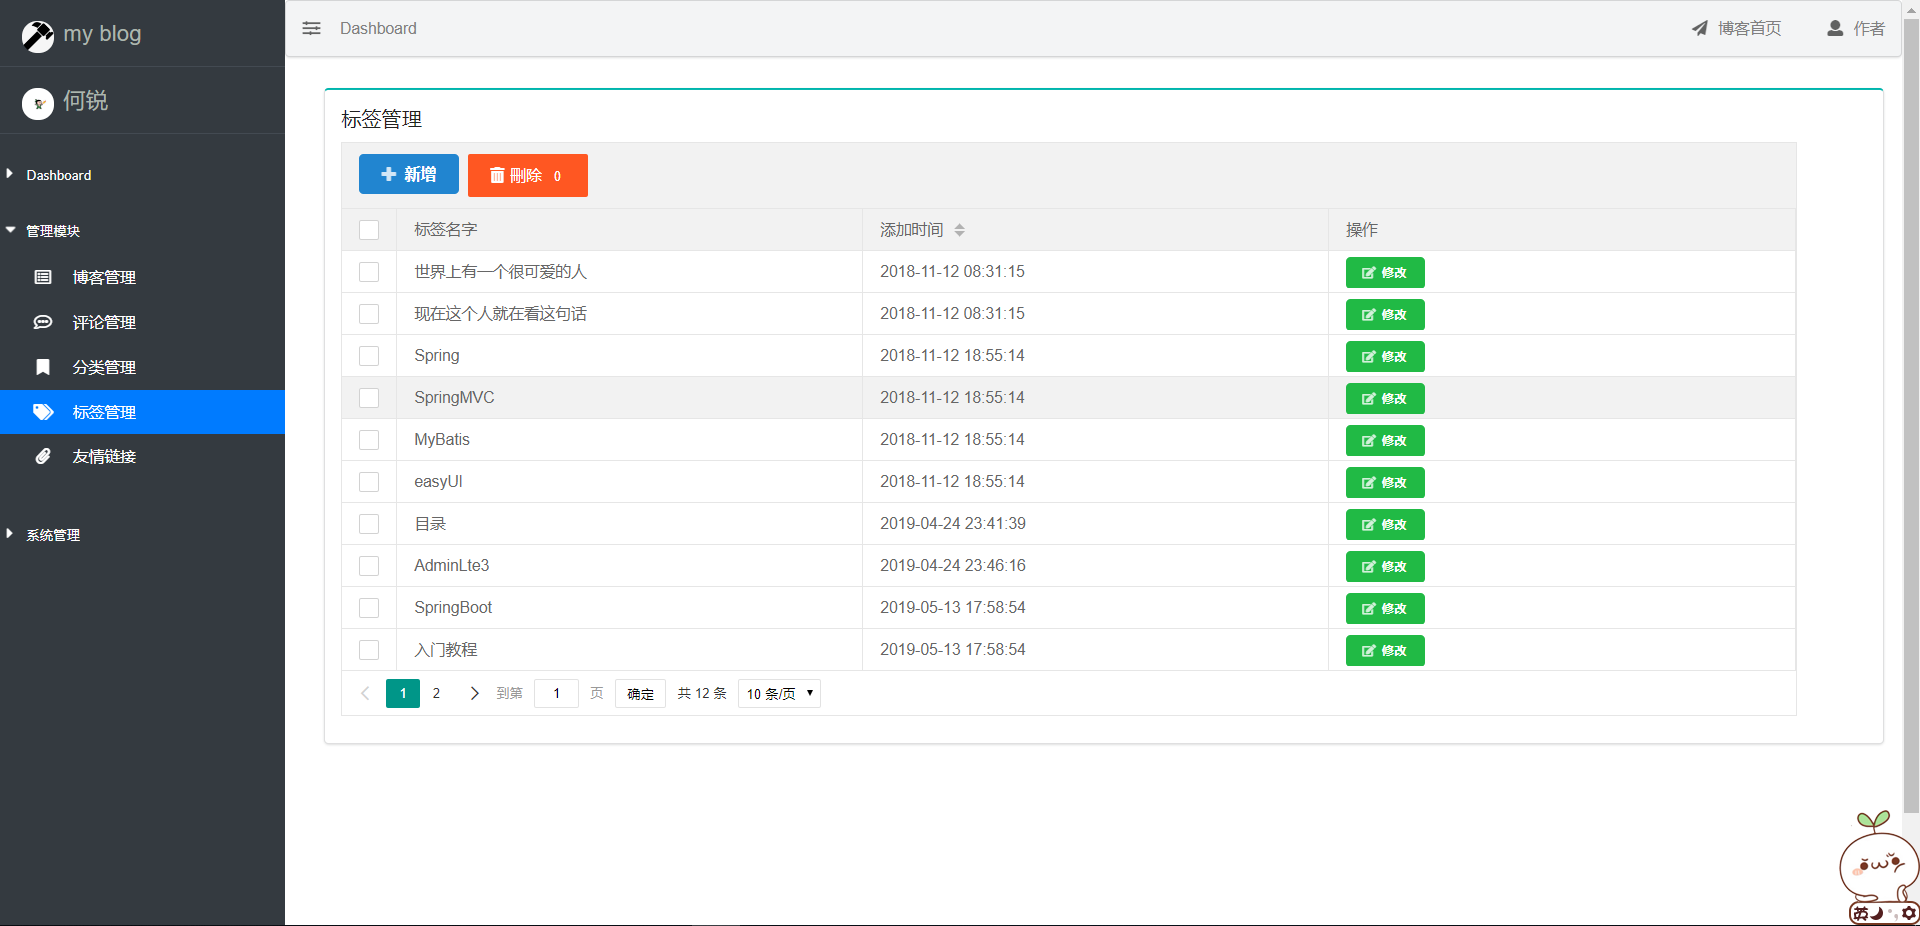 my blog
何锐
Dashboard
管理模块
博客管理
评论管理
分类管理
标签管理
友情链接
系统管理
Dashboard
博客首页
作者
标签管理
新增
刪除 0
标签名字 添加时间 操作
世界上有一个很可爱的人 2018-11-12 08:31:15 修改
现在这个人就在看这句话 2018-11-12 08:31:15 修改
Spring 2018-11-12 18:55:14 修改
SpringMVC 2018-11-12 18:55:14 修改
MyBatis 2018-11-12 18:55:14 修改
easyUI 2018-11-12 18:55:14 修改
目录 2019-04-24 23:41:39 修改
AdminLte3 2019-04-24 23:46:16 修改
SpringBoot 2019-05-13 17:58:54 修改
入门教程 2019-05-13 17:58:54 修改
1 2 到第 1 页 确定 共 12 条 10 条/页
英